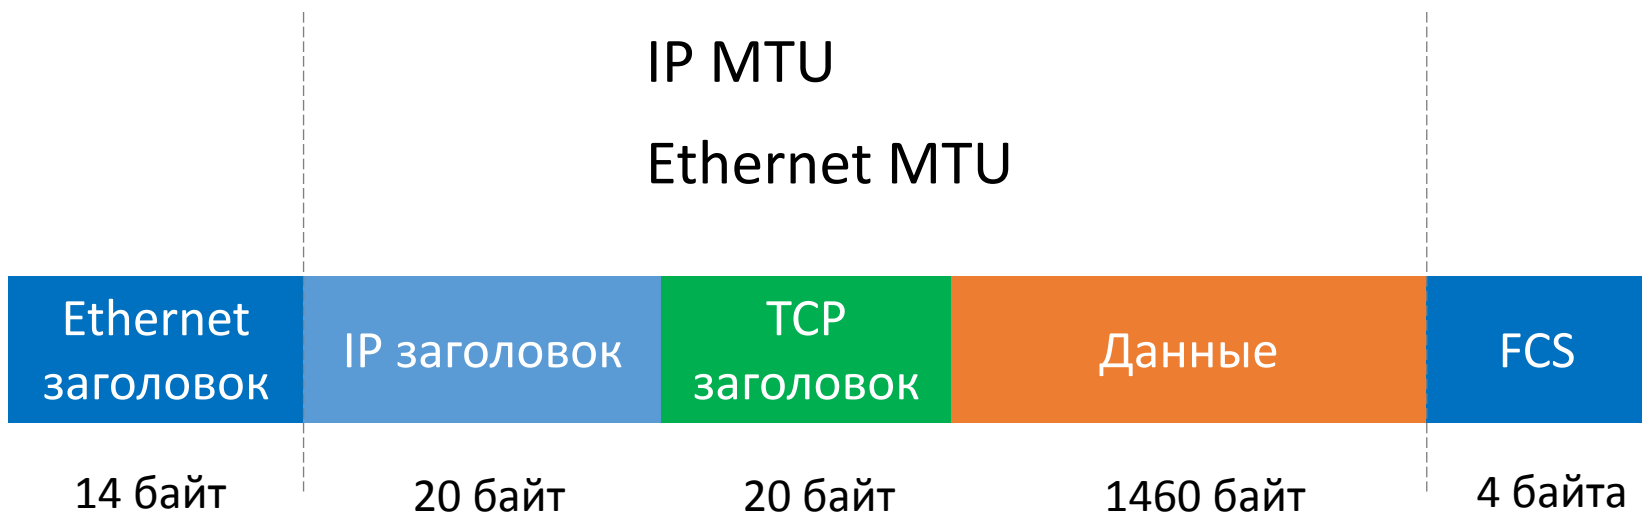 IP MTU
Ethernet MTU
Ethernet
заголовок
IP заголовок
TCP
заголовок
Данные
FCS
14 байт
20 байт
20 байт
1460 байт
4 байта